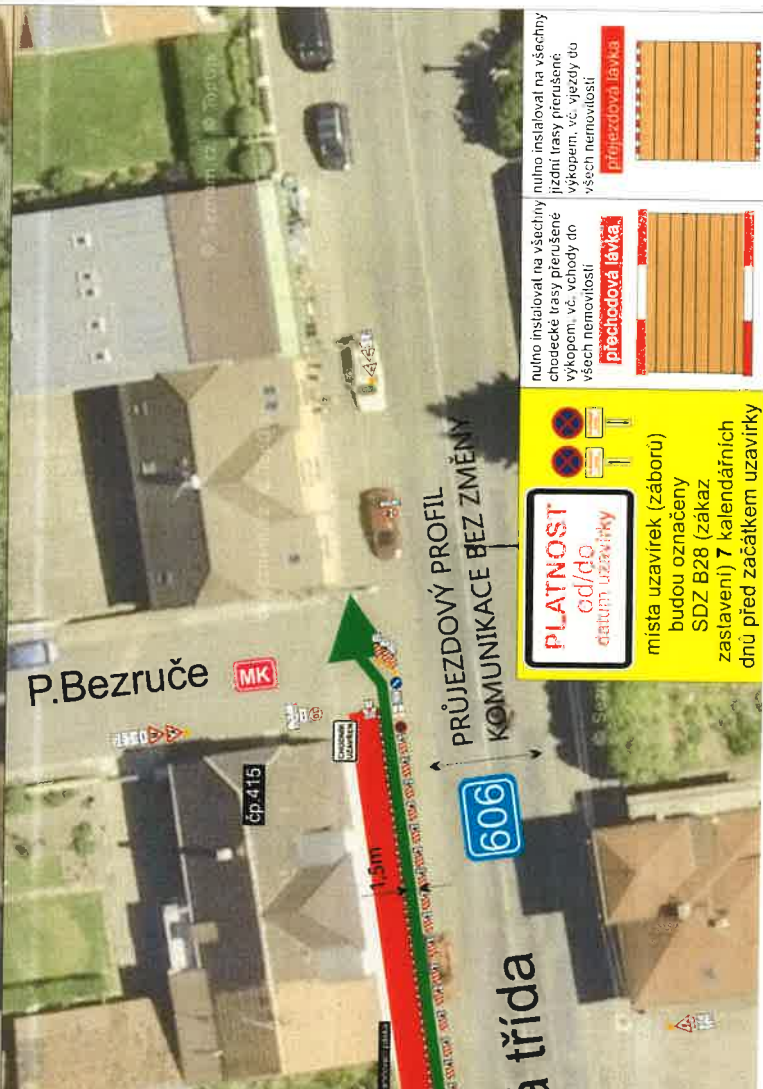 P.Bezruče
MK
čp.415
CHODNÍK
UZAVŘEN
1,5m
PRŮJEZDOVÝ PROFIL
KOMUNIKACE BEZ ZMĚNY
606
a třída
PLATNOST
od/do
datum uzavírky
místa uzavírek (záborů)
budou označeny
SDZ B28 (zákaz
zastavení) 7 kalendářních
dnů před začátkem uzavírky
nutno instalovat na všechny
chodecké trasy přerušené
výkopem, vč. vchody do
všech nemovitostí
přechodová lávka
nutno instalovat na všechny
jízdní trasy přerušené
výkopem, vč. vjezdy do
všech nemovitostí
přejezdová lávka